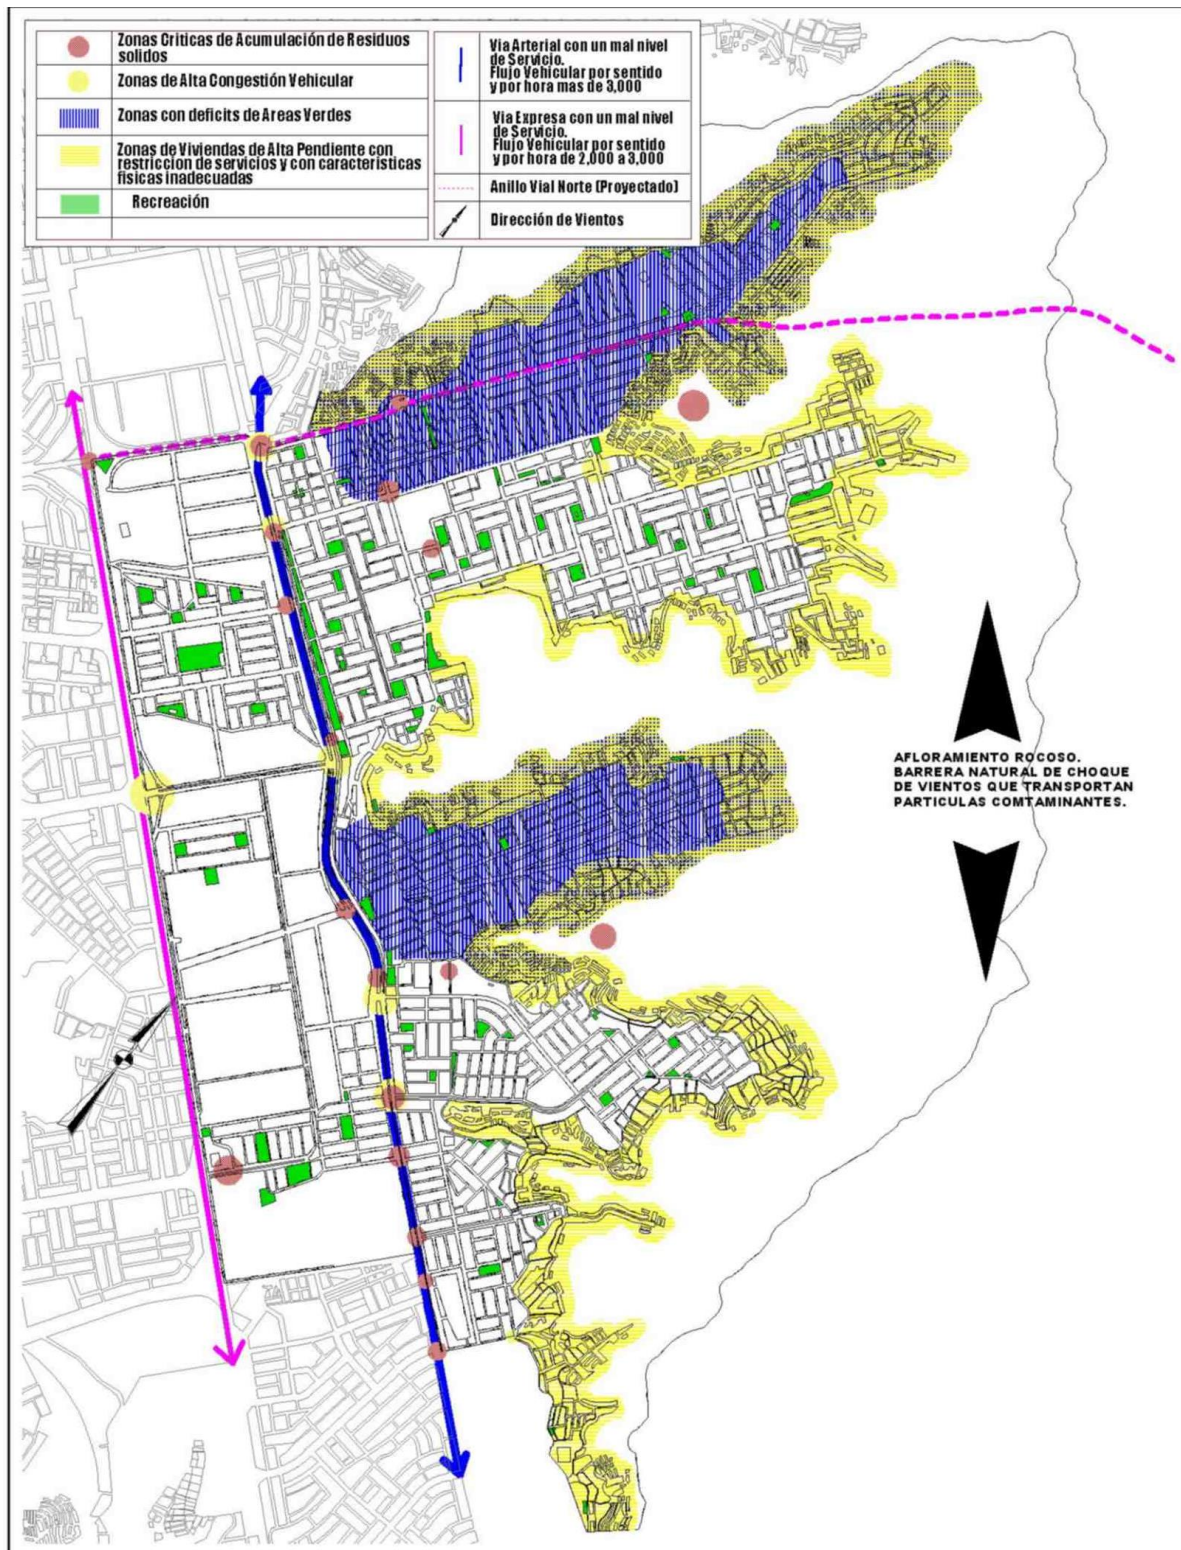 Zonas Criticas de Acumulación de Residuos
solidos
Zonas de Alta Congestión Vehicular
Zonas con deficits de Areas Verdes
Zonas de Viviendas de Alta Pendiente con
restriccion de servicios y con características
fisicas inadecuadas
Recreación
Via Arterial con un mal nivel
de Servicio.
Flujo Vehicular por sentido
y por hora mas de 3,000
Via Expresa con un mal nivel
de Servicio.
Flujo Vehicular por sentido
y por hora de 2,000 a 3,000
Anillo Vial Norte (Proyectado)
Dirección de Vientos
AFLORAMIENTO ROCOSO.
BARRERA NATURAL DE CHOQUE
DE VIENTOS QUE TRANSPORTAN
PARTICULAS COMTAMINANTES.